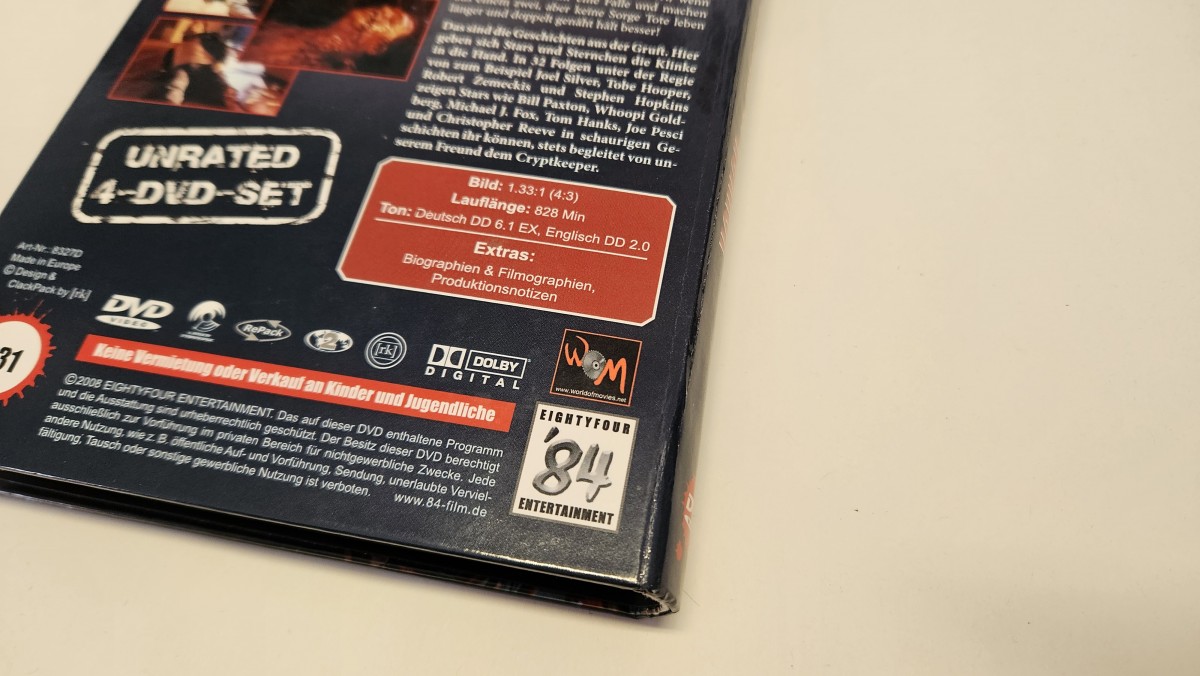 eine Falle und machen
einem zwei, aber keine Sorge Tote leben
länger und doppelt genäht hält besser!
Das sind die Geschichten aus der Gruft. Hier
geben sich Stars und Sternchen die Klinke
in die Hand. In 32 Folgen unter der Regie
von zum Beispiel Joel Silver, Tobe Hooper,
Robert Zemeckis und Stephen Hopkins
zeigen Stars wie Bill Paxton, Whoopi Gold-
berg, Michael J. Fox, Tom Hanks, Joe Pesci
und Christopher Reeve in schaurigen Ge-
schichten ihr können, stets begleitet von un-
serem Freund dem Cryptkeeper.
UNRATED
4-DVD-SET
Bild: 1.33:1 (4:3)
Lauflänge: 828 Min
Ton: Deutsch DD 6.1 EX, Englisch DD 2.0
Extras:
Biographien & Filmographien,
Produktionsnotizen
Art-Nr.: 8327D
Made in Europe
© Design &
ClackPack by [rk]
DVD
VIDEO
RePack
2
[rk]
DOLBY
DIGITAL
WOM
www.worldofmovies.net
31
Keine Vermietung oder Verkauf an Kinder und Jugendliche
©2008 EIGHTYFOUR ENTERTAINMENT. Das auf dieser DVD enthaltene Programm
und die Ausstattung sind urheberrechtlich geschützt. Der Besitz dieser DVD berechtigt
ausschließlich zur Vorführung im privaten Bereich für nichtgewerbliche Zwecke. Jede
andere Nutzung, wie z. B. öffentliche Auf- und Vorführung, Sendung, unerlaubte Verviel-
fältigung, Tausch oder sonstige gewerbliche Nutzung ist verboten.
www.84-film.de
EIGHTYFOUR
'84
ENTERTAINMENT